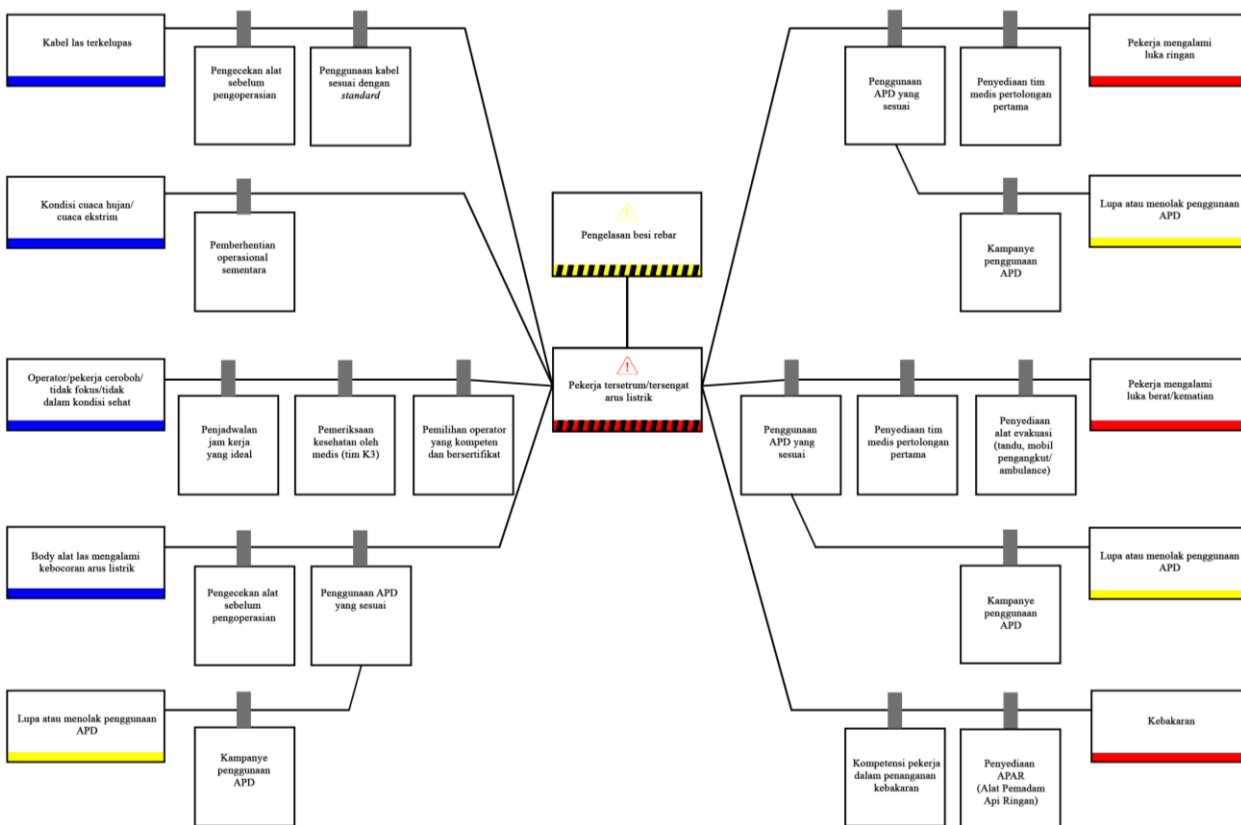 Kabel las terkelupas
Pengecekan alat
sebelum
pengoperasian
Penggunaan kabel
sesuai dengan
standard
Kondisi cuaca hujan/
cuaca ekstrim
Pemberhentian
operasional
sementara
Operator/pekerja ceroboh/
tidak fokus/tidak
dalam kondisi sehat
Penjadwalan
jam kerja
yang ideal
Pemeriksaan
kesehatan oleh
medis (tim K3)
Pemilihan operator
yang kompeten
dan bersertifikat
Body alat las mengalami
kebocoran arus listrik
Pengecekan alat
sebelum
pengoperasian
Penggunaan APD
yang sesuai
Lupa atau menolak penggunaan
APD
Kampanye
penggunaan
APD
Pengelasan besi rebar
Pekerja tersetrum/tersengat
arus listrik
Penggunaan
APD yang
sesuai
Penyediaan tim
medis pertolongan
pertama
Pekerja mengalami
luka ringan
Kampanye
penggunaan
APD
Lupa atau menolak penggunaan
APD
Penggunaan
APD yang
sesuai
Penyediaan tim
medis pertolongan
pertama
Penyediaan
alat evakuasi
(tandu, mobil
pengangkut/
ambulance)
Pekerja mengalami
luka berat/kematian
Kampanye
penggunaan
APD
Lupa atau menolak penggunaan
APD
Kompetensi pekerja
dalam penanganan
kebakaran
Penyediaan
APAR
(Alat Pemadam
Api Ringan)
Kebakaran